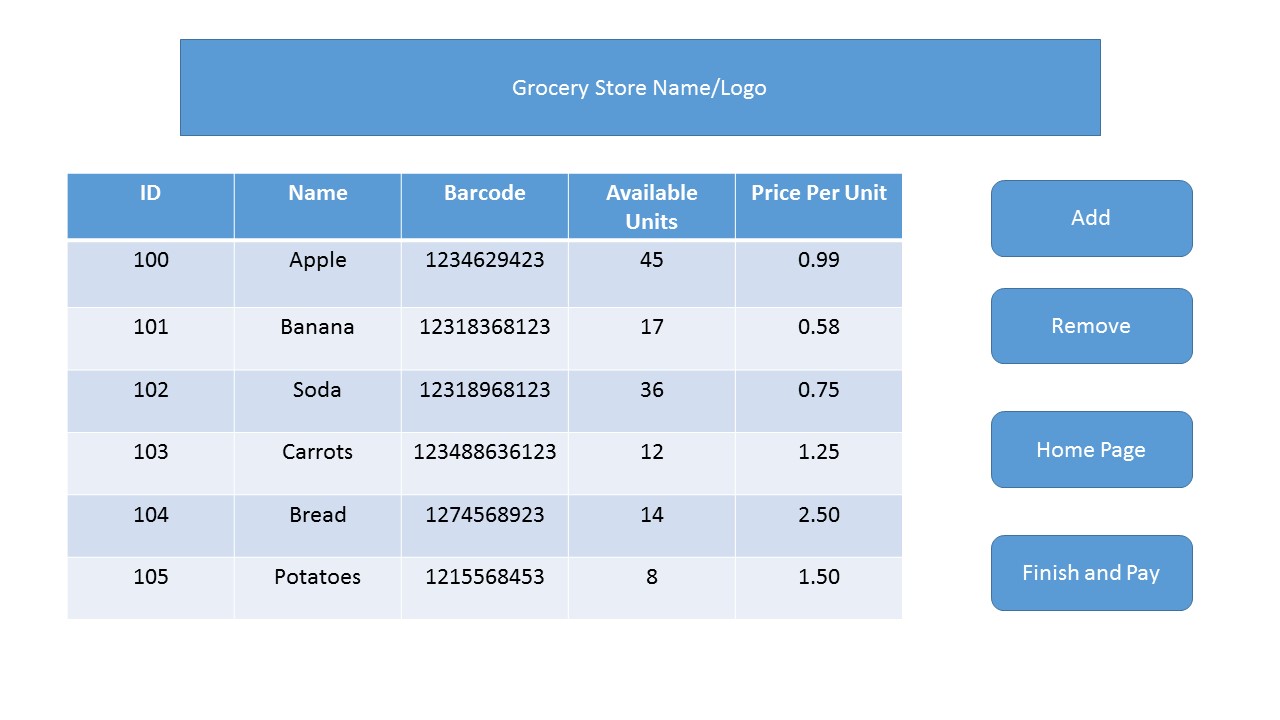 Grocery Store Name/Logo
ID Name Barcode Available Units Price Per Unit
100 Apple 1234629423 45 0.99
101 Banana 12318368123 17 0.58
102 Soda 12318968123 36 0.75
103 Carrots 123488636123 12 1.25
104 Bread 1274568923 14 2.50
105 Potatoes 1215568453 8 1.50
Add
Remove
Home Page
Finish and Pay